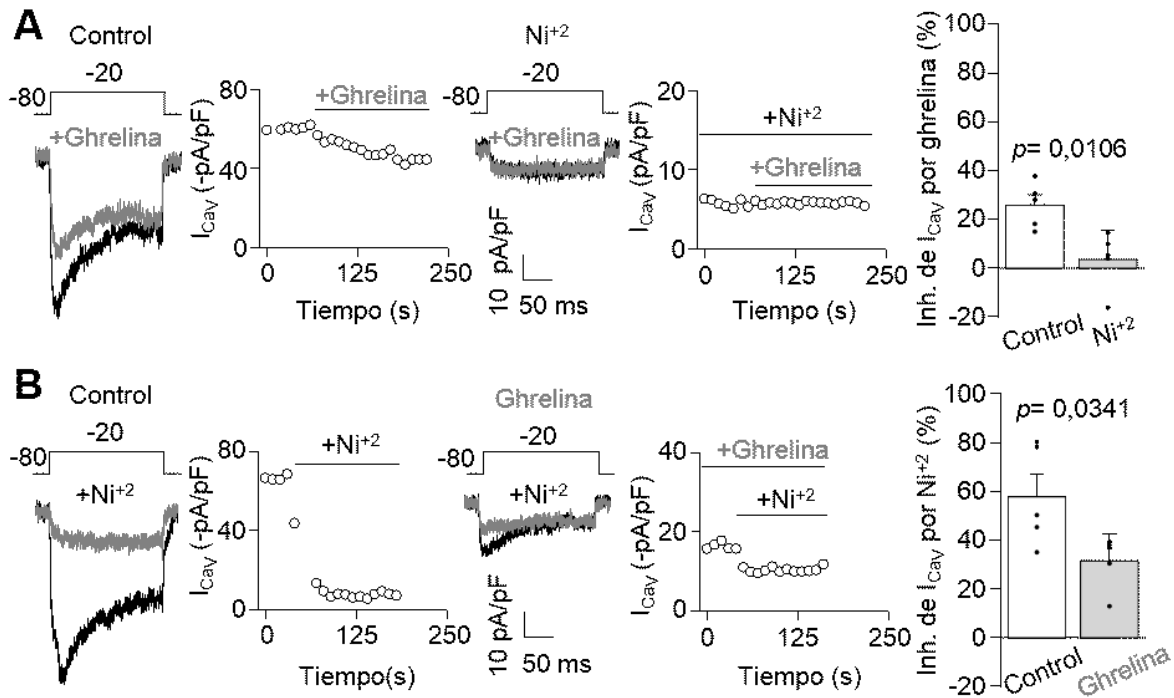 A
Control
-20
-80
+Ghrelina
80
40
0
I_CaV (-pA/pF)
+Ghrelina
0 125 250
Tiempo (s)
Ni+2
-20
-80
+Ghrelina
10 pA/pF
50 ms
20
10
0
I_CaV (pA/pF)
+Ni+2
+Ghrelina
0 125 250
Tiempo (s)
Inh. de I_CaV por ghrelina (%)
100
80
60
40
20
0
-20
p= 0,0106
Control Ni+2
B
Control
-20
-80
+Ni+2
80
40
0
I_CaV (-pA/pF)
+Ni+2
0 125 250
Tiempo(s)
Ghrelina
-20
-80
+Ni+2
10 pA/pF
50 ms
40
20
0
I_CaV (-pA/pF)
+Ghrelina
+Ni+2
0 125 250
Tiempo (s)
Inh. de I_CaV por Ni+2 (%)
100
80
60
40
20
0
-20
p= 0,0341
Control Ghrelina